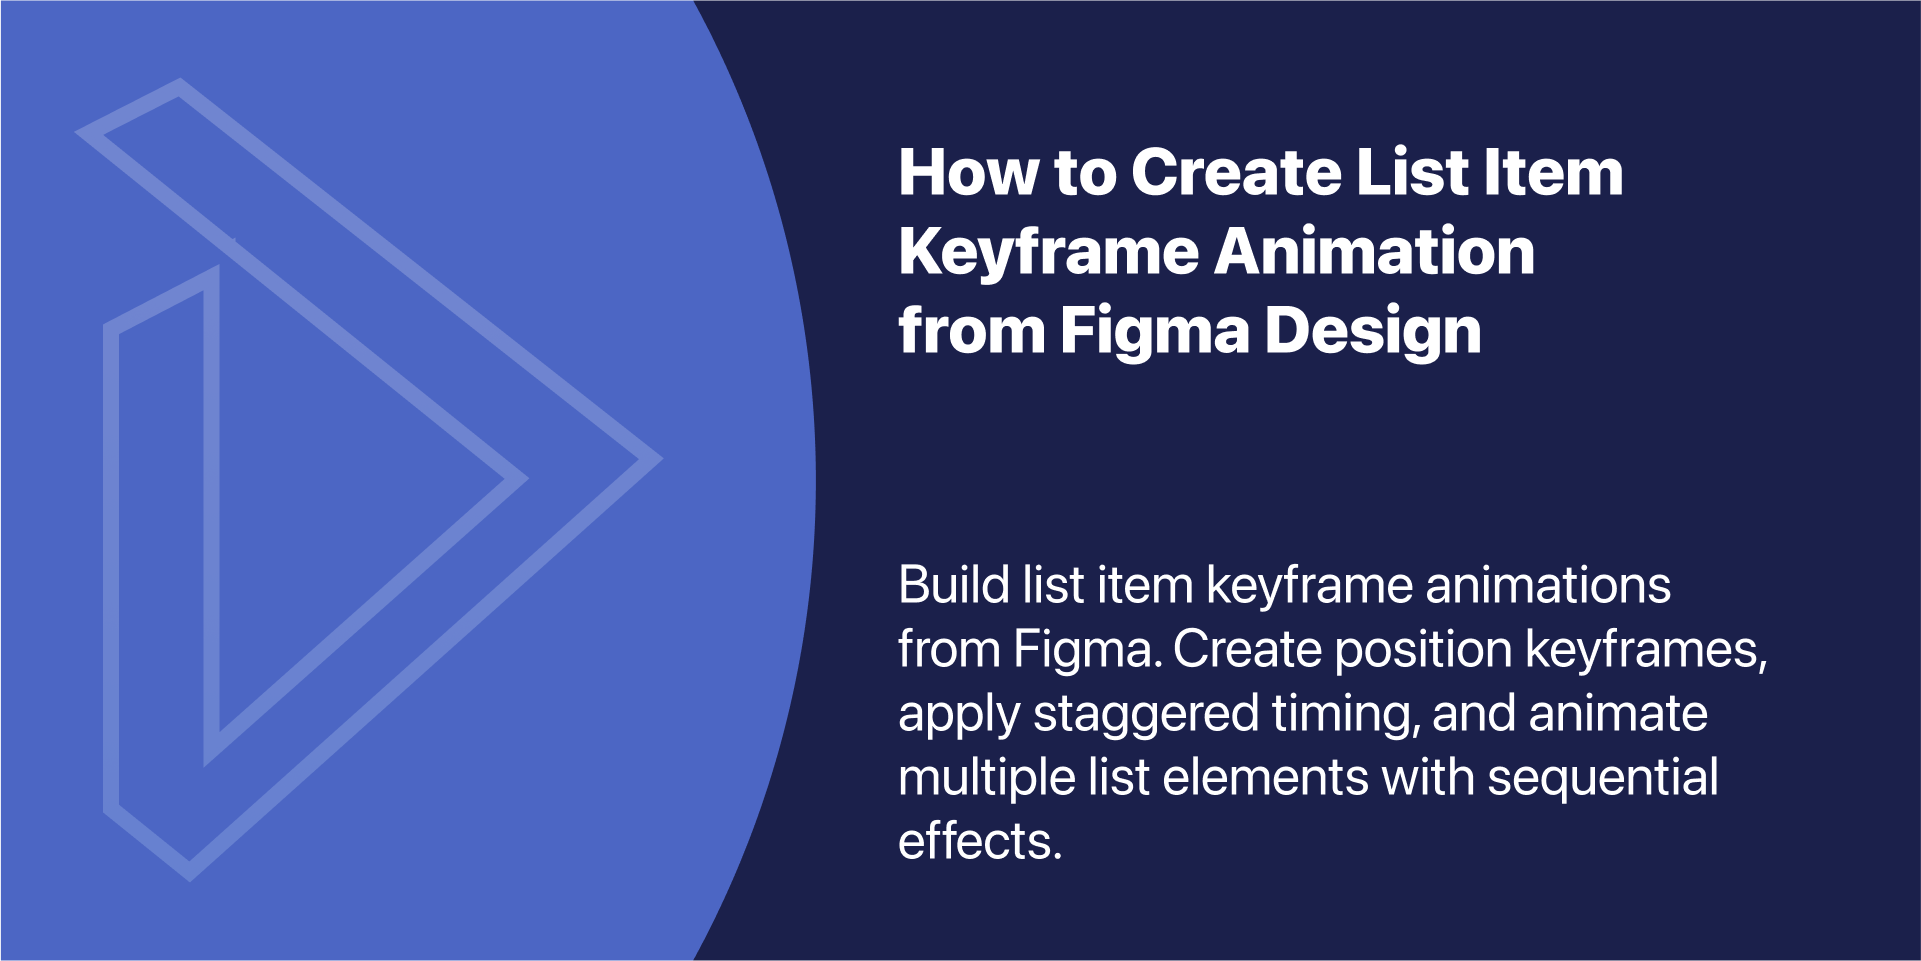 How to Create List Item
Keyframe Animation
from Figma Design
Build list item keyframe animations
from Figma. Create position keyframes,
apply staggered timing, and animate
multiple list elements with sequential
effects.